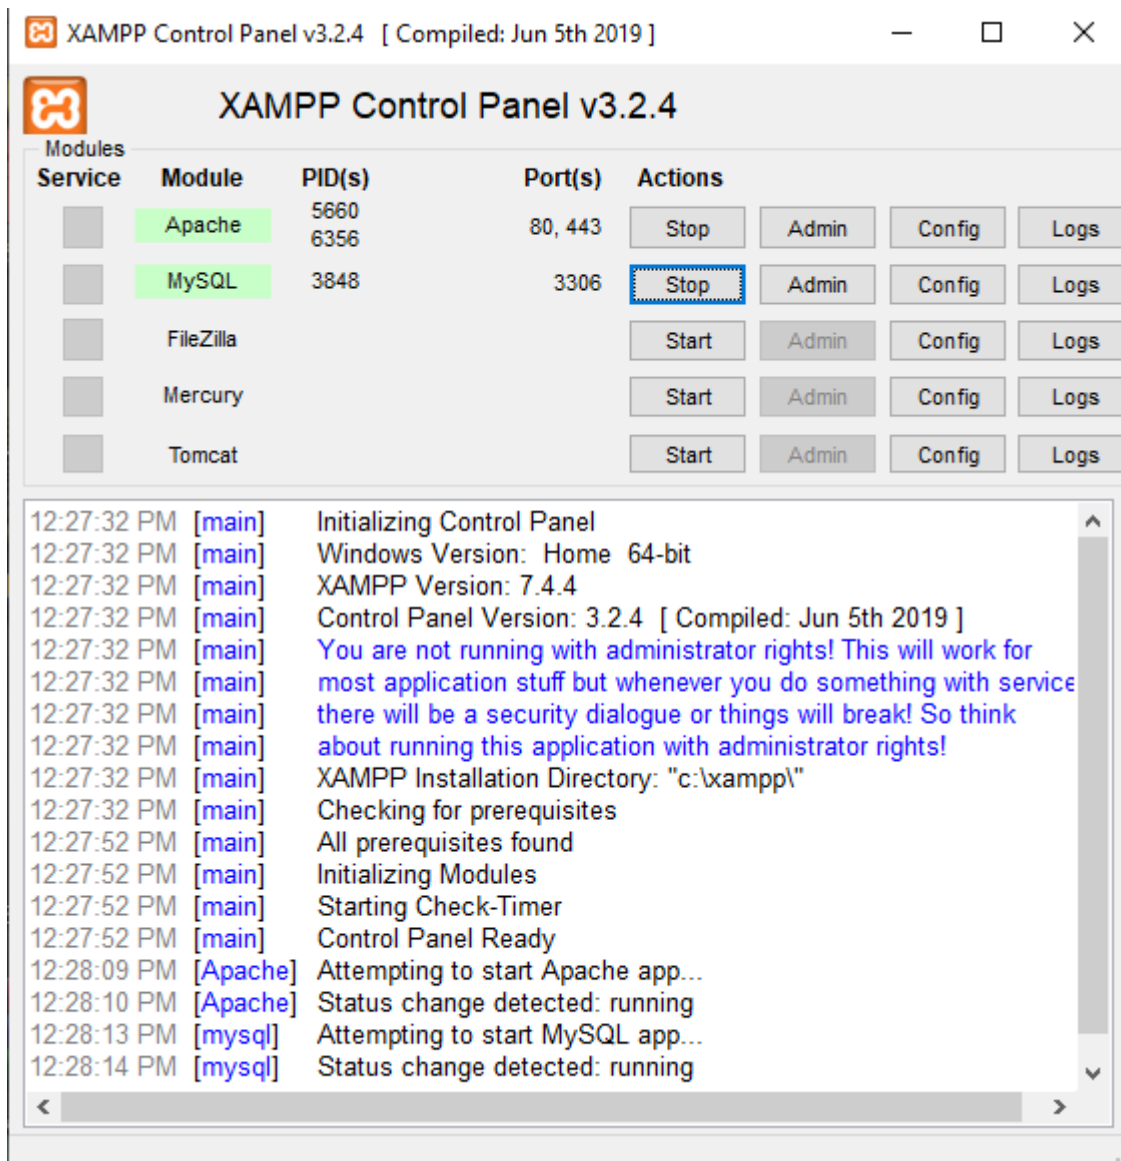 XAMPP Control Panel v3.2.4 [ Compiled: Jun 5th 2019 ]
XAMPP Control Panel v3.2.4
Modules
Service Module PID(s) Port(s) Actions
Apache 5660 6356 80, 443 Stop Admin Config Logs
MySQL 3848 3306 Stop Admin Config Logs
FileZilla Start Admin Config Logs
Mercury Start Admin Config Logs
Tomcat Start Admin Config Logs
12:27:32 PM [main] Initializing Control Panel
12:27:32 PM [main] Windows Version: Home 64-bit
12:27:32 PM [main] XAMPP Version: 7.4.4
12:27:32 PM [main] Control Panel Version: 3.2.4 [ Compiled: Jun 5th 2019 ]
12:27:32 PM [main] You are not running with administrator rights! This will work for
12:27:32 PM [main] most application stuff but whenever you do something with service
12:27:32 PM [main] there will be a security dialogue or things will break! So think
12:27:32 PM [main] about running this application with administrator rights!
12:27:32 PM [main] XAMPP Installation Directory: "c:\xampp\"
12:27:32 PM [main] Checking for prerequisites
12:27:52 PM [main] All prerequisites found
12:27:52 PM [main] Initializing Modules
12:27:52 PM [main] Starting Check-Timer
12:27:52 PM [main] Control Panel Ready
12:28:09 PM [Apache] Attempting to start Apache app...
12:28:10 PM [Apache] Status change detected: running
12:28:13 PM [mysql] Attempting to start MySQL app...
12:28:14 PM [mysql] Status change detected: running